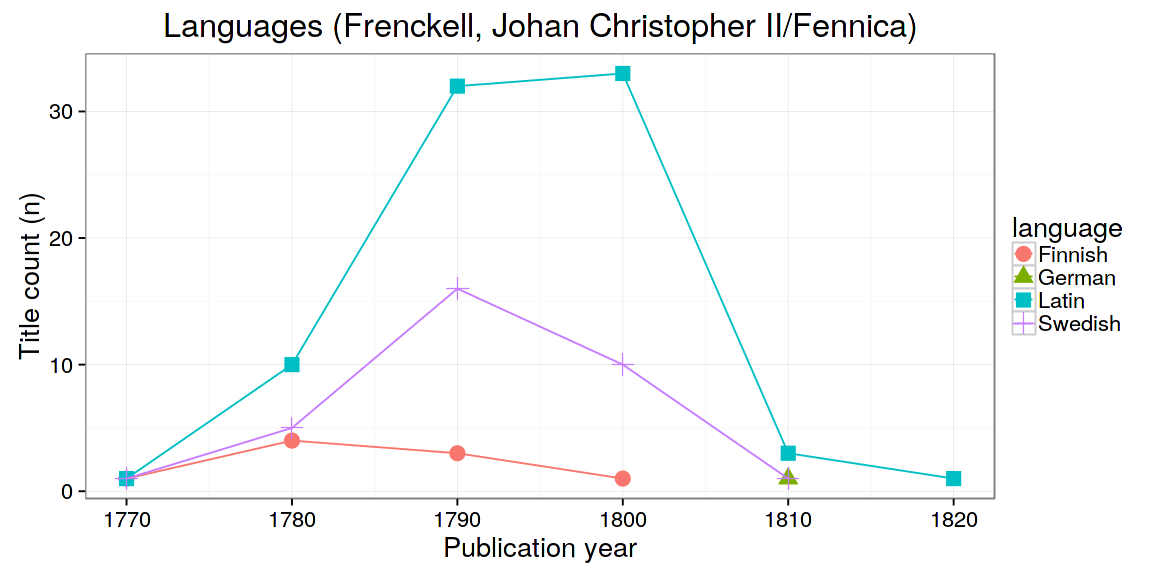 Languages (Frenckell, Johan Christopher II/Fennica)
Title count (n)
30
20
10
0
1770 1780 1790 1800 1810 1820
Publication year
language
Finnish
German
Latin
Swedish